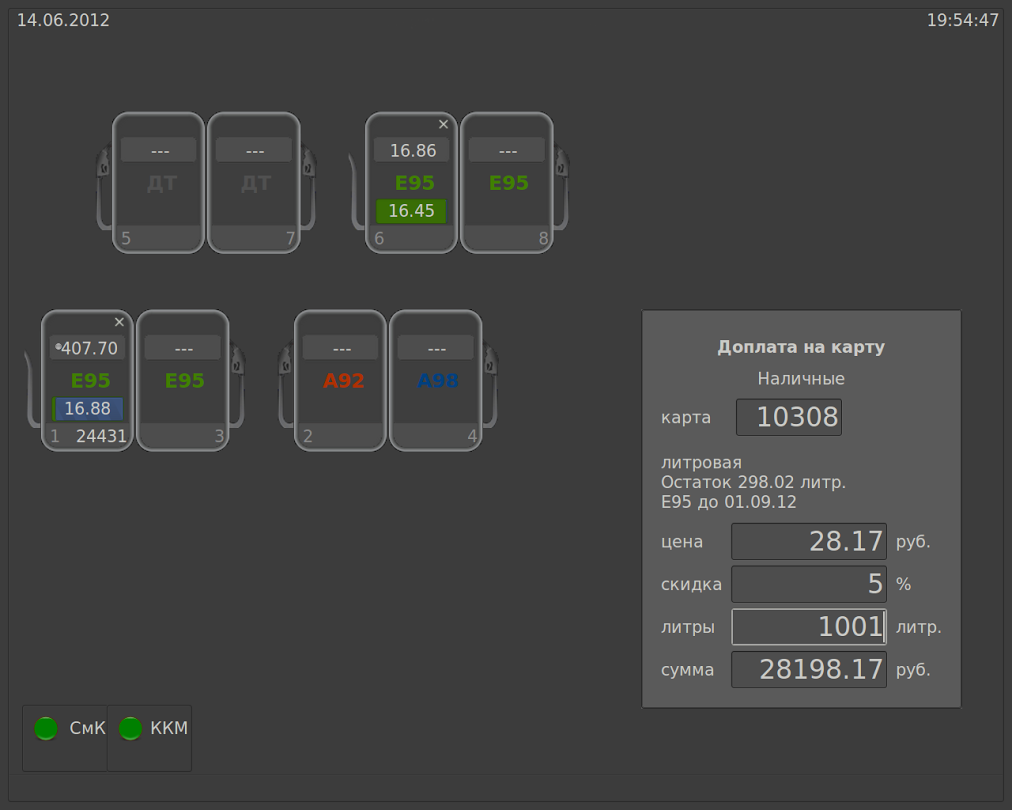 14.06.2012 19:54:47
--- --- × 16.86 ---
ДТ ДТ E95 E95
16.45
5 7 6 8
×
407.70 --- --- ---
E95 E95 A92 A98
16.88
1 24431 3 2 4
Доплата на карту
Наличные
карта 10308
литровая
Остаток 298.02 литр.
E95 до 01.09.12
цена 28.17 руб.
скидка 5 %
литры 1001 литр.
сумма 28198.17 руб.
СмК ККМ